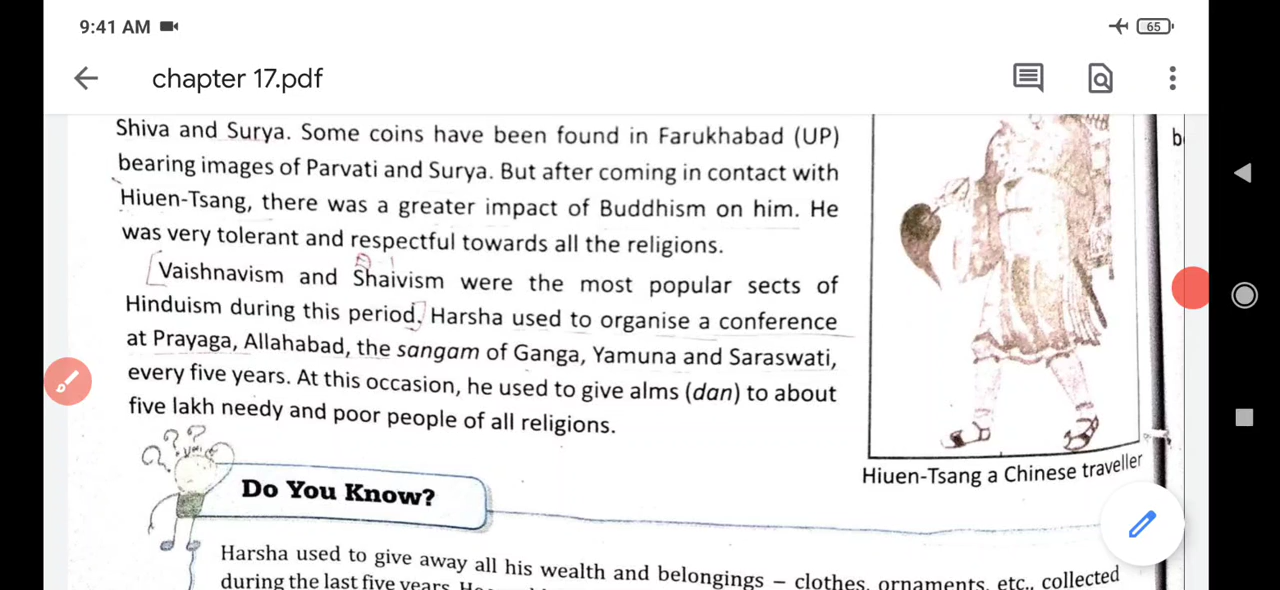 9:41 AM
65
chapter 17.pdf
Shiva and Surya. Some coins have been found in Farukhabad (UP)
bearing images of Parvati and Surya. But after coming in contact with
Hiuen-Tsang, there was a greater impact of Buddhism on him. He
was very tolerant and respectful towards all the religions.
Vaishnavism and Shaivism were the most popular sects of
Hinduism during this period. Harsha used to organise a conference
at Prayaga, Allahabad, the sangam of Ganga, Yamuna and Saraswati,
every five years. At this occasion, he used to give alms (dan) to about
five lakh needy and poor people of all religions.
Hiuen-Tsang a Chinese traveller
Do You Know?
Harsha used to give away all his wealth and belongings – clothes, ornaments, etc., collected
during the last five years.